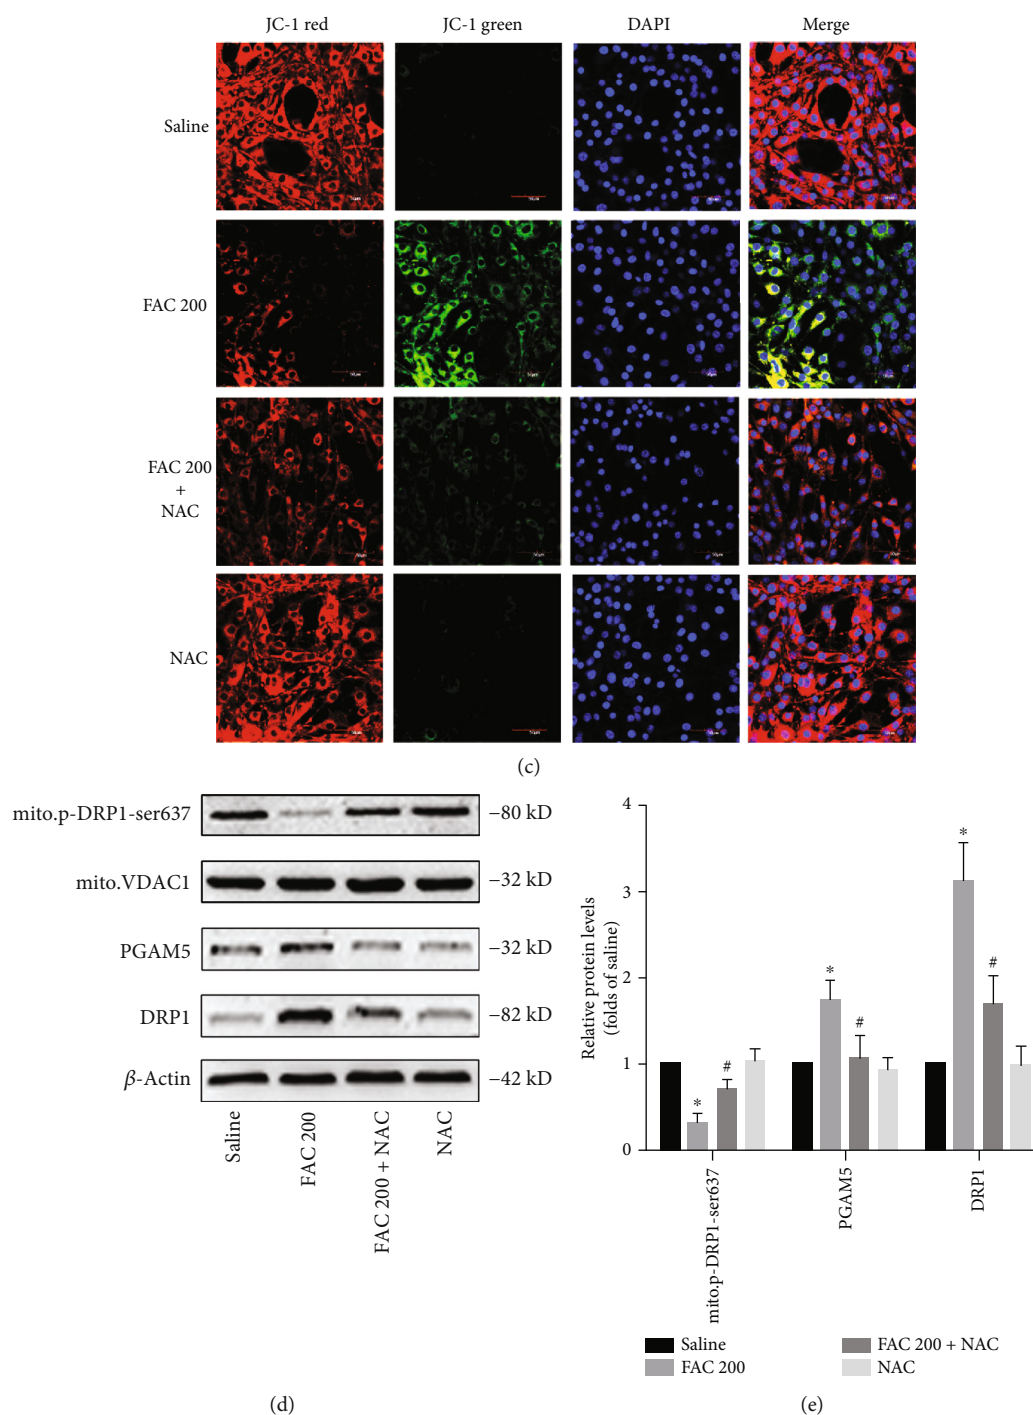 JC-1 red JC-1 green DAPI Merge
Saline
FAC 200
FAC 200
+
NAC
NAC
(c)
mito.p-DRP1-ser637 –80 kD
mito.VDAC1 –32 kD
PGAM5 –32 kD
DRP1 –82 kD
β-Actin –42 kD
Saline
FAC 200
FAC 200 + NAC
NAC
(d)
Relative protein levels
(folds of saline)
4
3
2
1
0
*
#
*
#
*
#
mito.p-DRP1-ser637
PGAM5
DRP1
Saline
FAC 200
FAC 200 + NAC
NAC
(e)